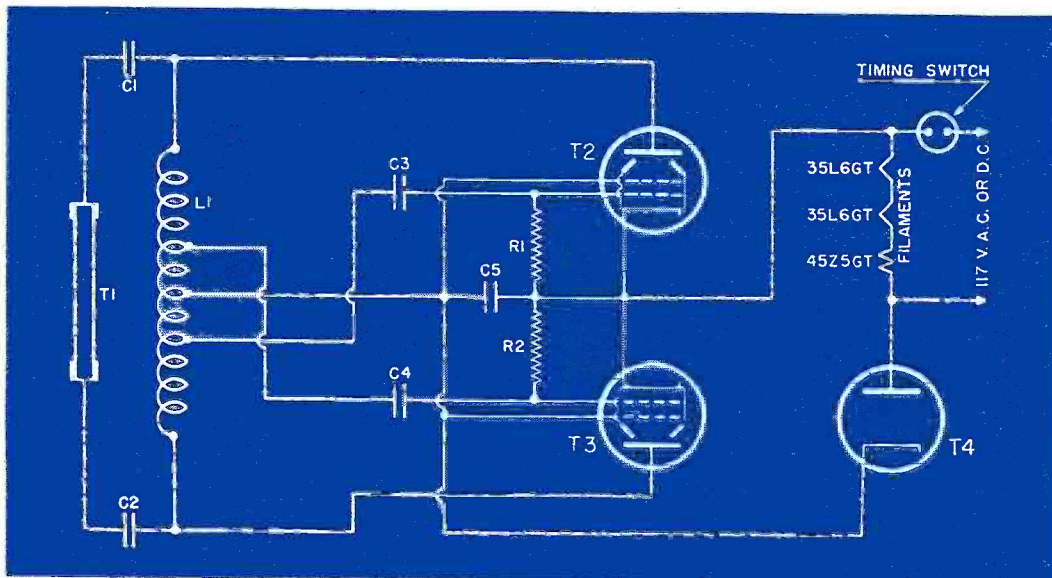 C1
L1
T1
C2
C3
C5
C4
R1
R2
T2
T3
TIMING SWITCH
35L6GT
35L6GT
45Z5GT
FILAMENTS
117 V. A.C. OR D.C.
T4